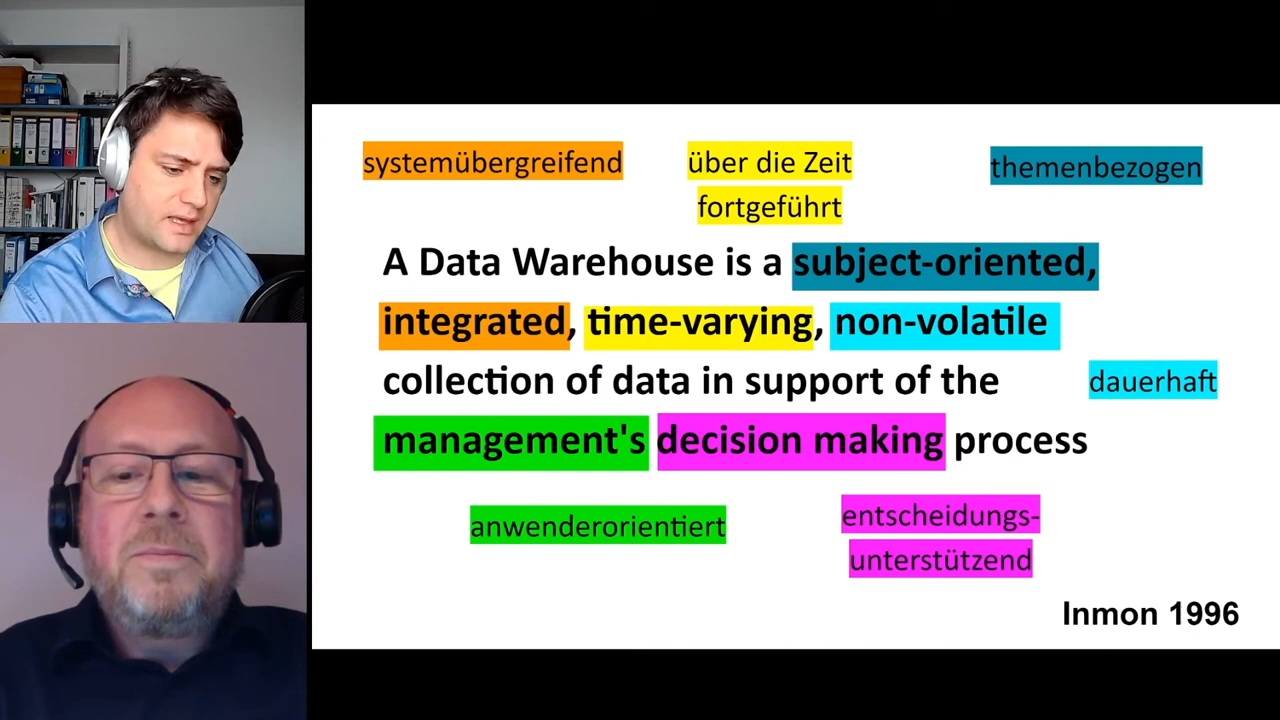 systemübergreifend
über die Zeit
fortgeführt
themenbezogen
A Data Warehouse is a subject-oriented,
integrated, time-varying, non-volatile
collection of data in support of the
dauerhaft
management's decision making process
anwenderorientiert
entscheidungs-
unterstützend
Inmon 1996